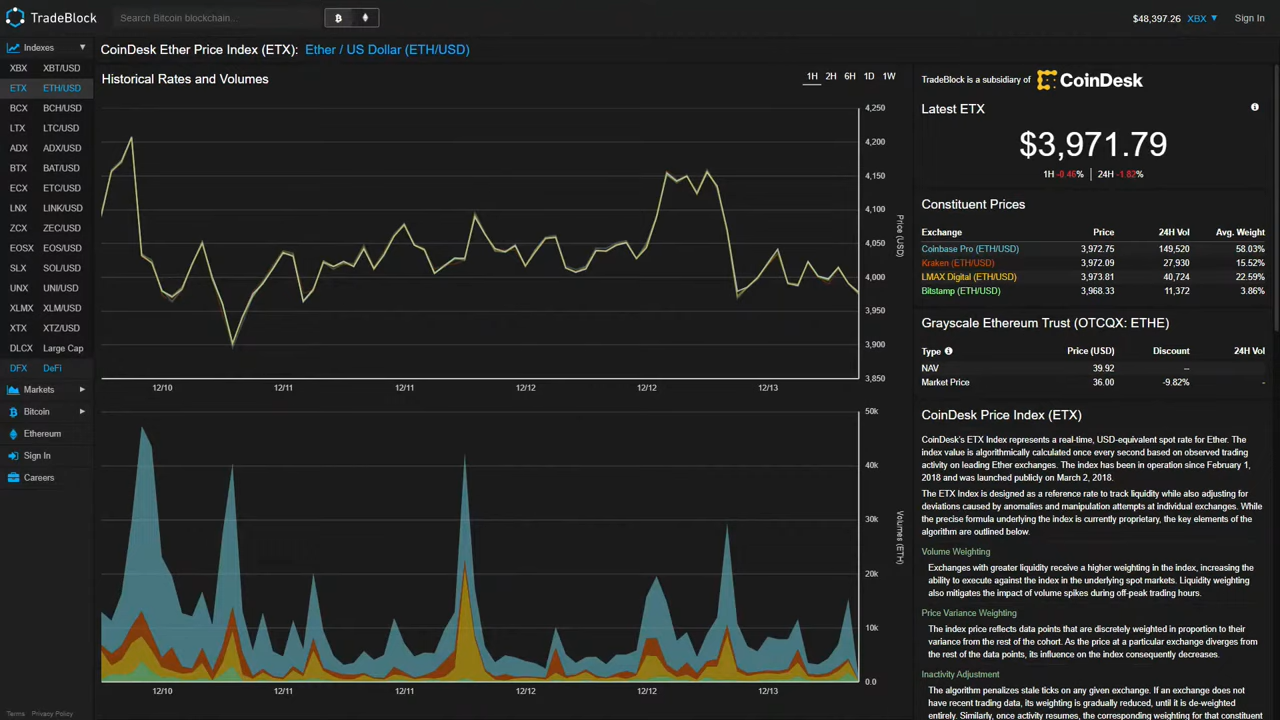 TradeBlock
Search Bitcoin blockchain...
$48,397.26 XBX ▼ Sign In
Indexes ▼
XBX XBT/USD
ETX ETH/USD
BCX BCH/USD
LTX LTC/USD
ADX ADX/USD
BTX BAT/USD
ECX ETC/USD
LNX LINK/USD
ZCX ZEC/USD
EOSX EOS/USD
SLX SOL/USD
UNX UNI/USD
XLMX XLM/USD
XTX XTZ/USD
DLCX Large Cap
DFX DeFi
Markets
Bitcoin
Ethereum
Sign In
Careers
Terms Privacy Policy
CoinDesk Ether Price Index (ETX): Ether / US Dollar (ETH/USD)
Historical Rates and Volumes
1H 2H 6H 1D 1W
4,250
4,200
4,150
4,100
4,050
4,000
3,950
3,900
3,850
Price (USD)
12/10 12/11 12/11 12/12 12/12 12/13
50k
40k
30k
20k
10k
0.0
Volumes (ETH)
12/10 12/11 12/11 12/12 12/12 12/13
TradeBlock is a subsidiary of CoinDesk
Latest ETX
$3,971.79
1H -0.46% | 24H -1.82%
Constituent Prices
Exchange Price 24H Vol Avg. Weight
Coinbase Pro (ETH/USD) 3,972.75 149,520 58.03%
Kraken (ETH/USD) 3,972.09 27,930 15.52%
LMAX Digital (ETH/USD) 3,973.81 40,724 22.59%
Bitstamp (ETH/USD) 3,968.33 11,372 3.86%
Grayscale Ethereum Trust (OTCQX: ETHE)
Type Price (USD) Discount 24H Vol
NAV 39.92 --
Market Price 36.00 -9.82% -
CoinDesk Price Index (ETX)
CoinDesk's ETX Index represents a real-time, USD-equivalent spot rate for Ether. The
index value is algorithmically calculated once every second based on observed trading
activity on leading Ether exchanges. The index has been in operation since February 1,
2018 and was launched publicly on March 2, 2018.
The ETX Index is designed as a reference rate to track liquidity while also adjusting for
deviations caused by anomalies and manipulation attempts at individual exchanges. While
the precise formula underlying the index is currently proprietary, the key elements of the
algorithm are outlined below.
Volume Weighting
Exchanges with greater liquidity receive a higher weighting in the index, increasing the
ability to execute against the index in the underlying spot markets. Liquidity weighting
also mitigates the impact of volume spikes during off-peak trading hours.
Price Variance Weighting
The index price reflects data points that are discretely weighted in proportion to their
variance from the rest of the cohort. As the price at a particular exchange diverges from
the rest of the data points, its influence on the index consequently decreases.
Inactivity Adjustment
The algorithm penalizes stale ticks on any given exchange. If an exchange does not
have recent trading data, its weighting is gradually reduced, until it is de-weighted
entirely. Similarly, once activity resumes, the corresponding weighting for that constituent